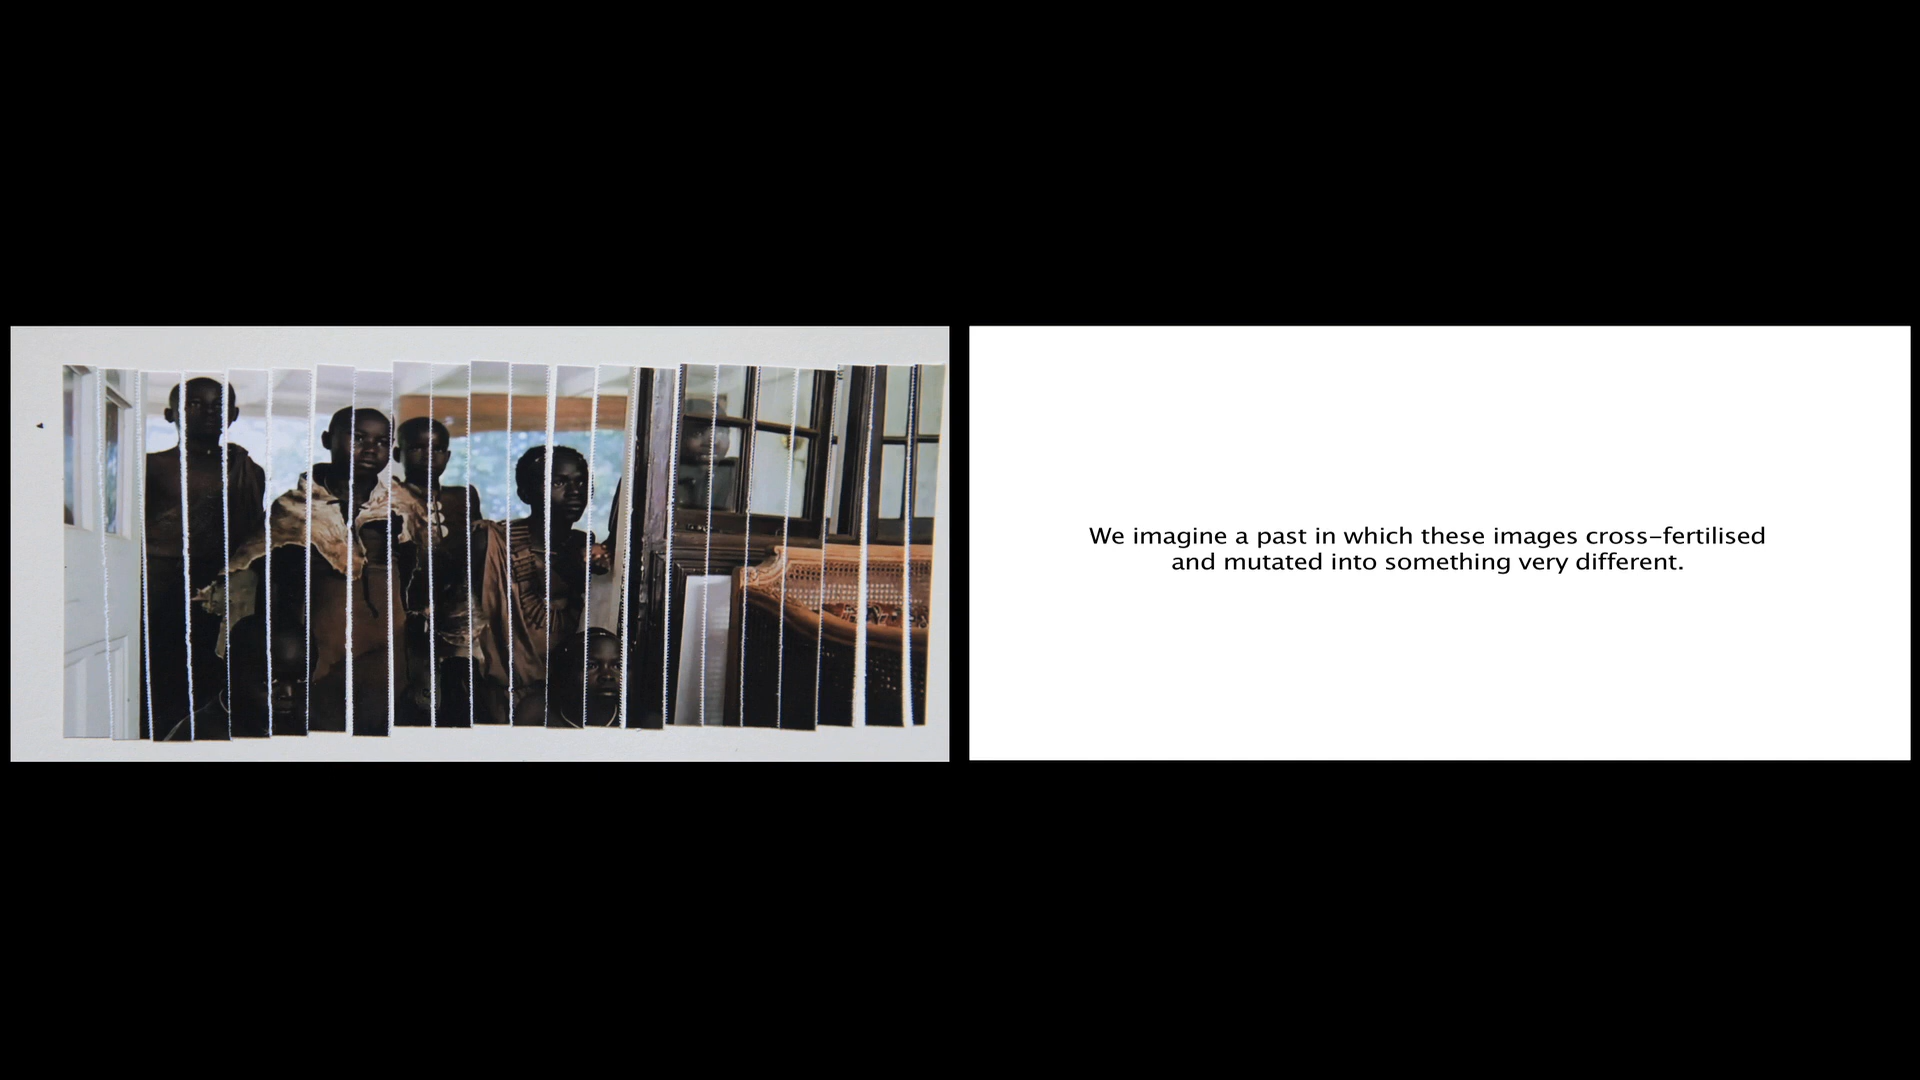 We imagine a past in which these images cross-fertilised
and mutated into something very different.